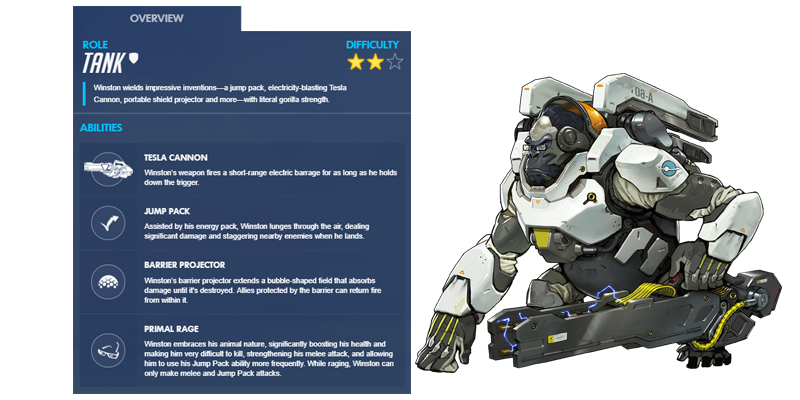 OVERVIEW
ROLE
TANK
DIFFICULTY
Winston wields impressive inventions—a jump pack, electricity-blasting Tesla
Cannon, portable shield projector and more—with literal gorilla strength.
ABILITIES
TESLA CANNON
Winston's weapon fires a short-range electric barrage for as long as he holds
down the trigger.
JUMP PACK
Assisted by his energy pack, Winston lunges through the air, dealing
significant damage and staggering nearby enemies when he lands.
BARRIER PROJECTOR
Winston's barrier projector extends a bubble-shaped field that absorbs
damage until it's destroyed. Allies protected by the barrier can return fire
from within it.
PRIMAL RAGE
Winston embraces his animal nature, significantly boosting his health and
making him very difficult to kill, strengthening his melee attack, and allowing
him to use his Jump Pack ability more frequently. While raging, Winston can
only make melee and Jump Pack attacks.